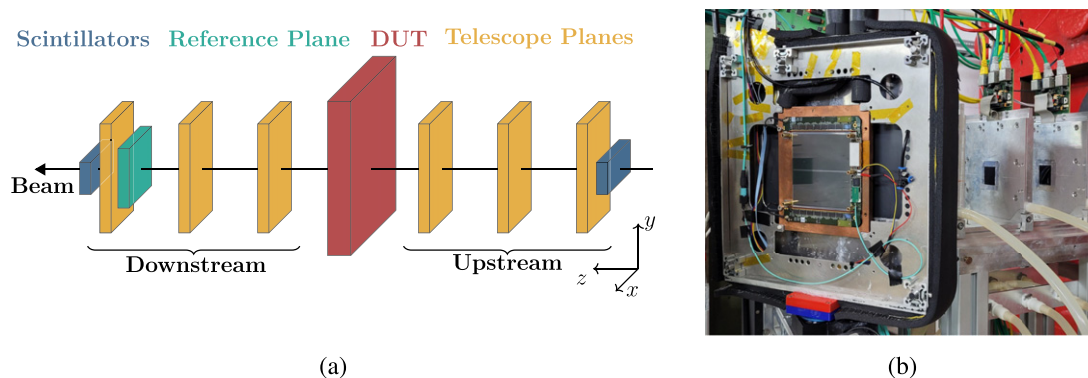 Scintillators Reference Plane DUT Telescope Planes
Beam
Downstream
Upstream
y
z
x
(a)
(b)